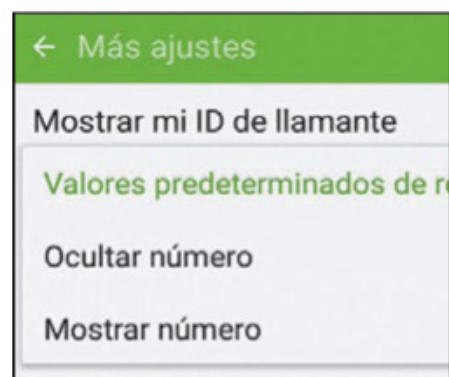 ← Más ajustes
Mostrar mi ID de llamante
Valores predeterminados de
Ocultar número
Mostrar número